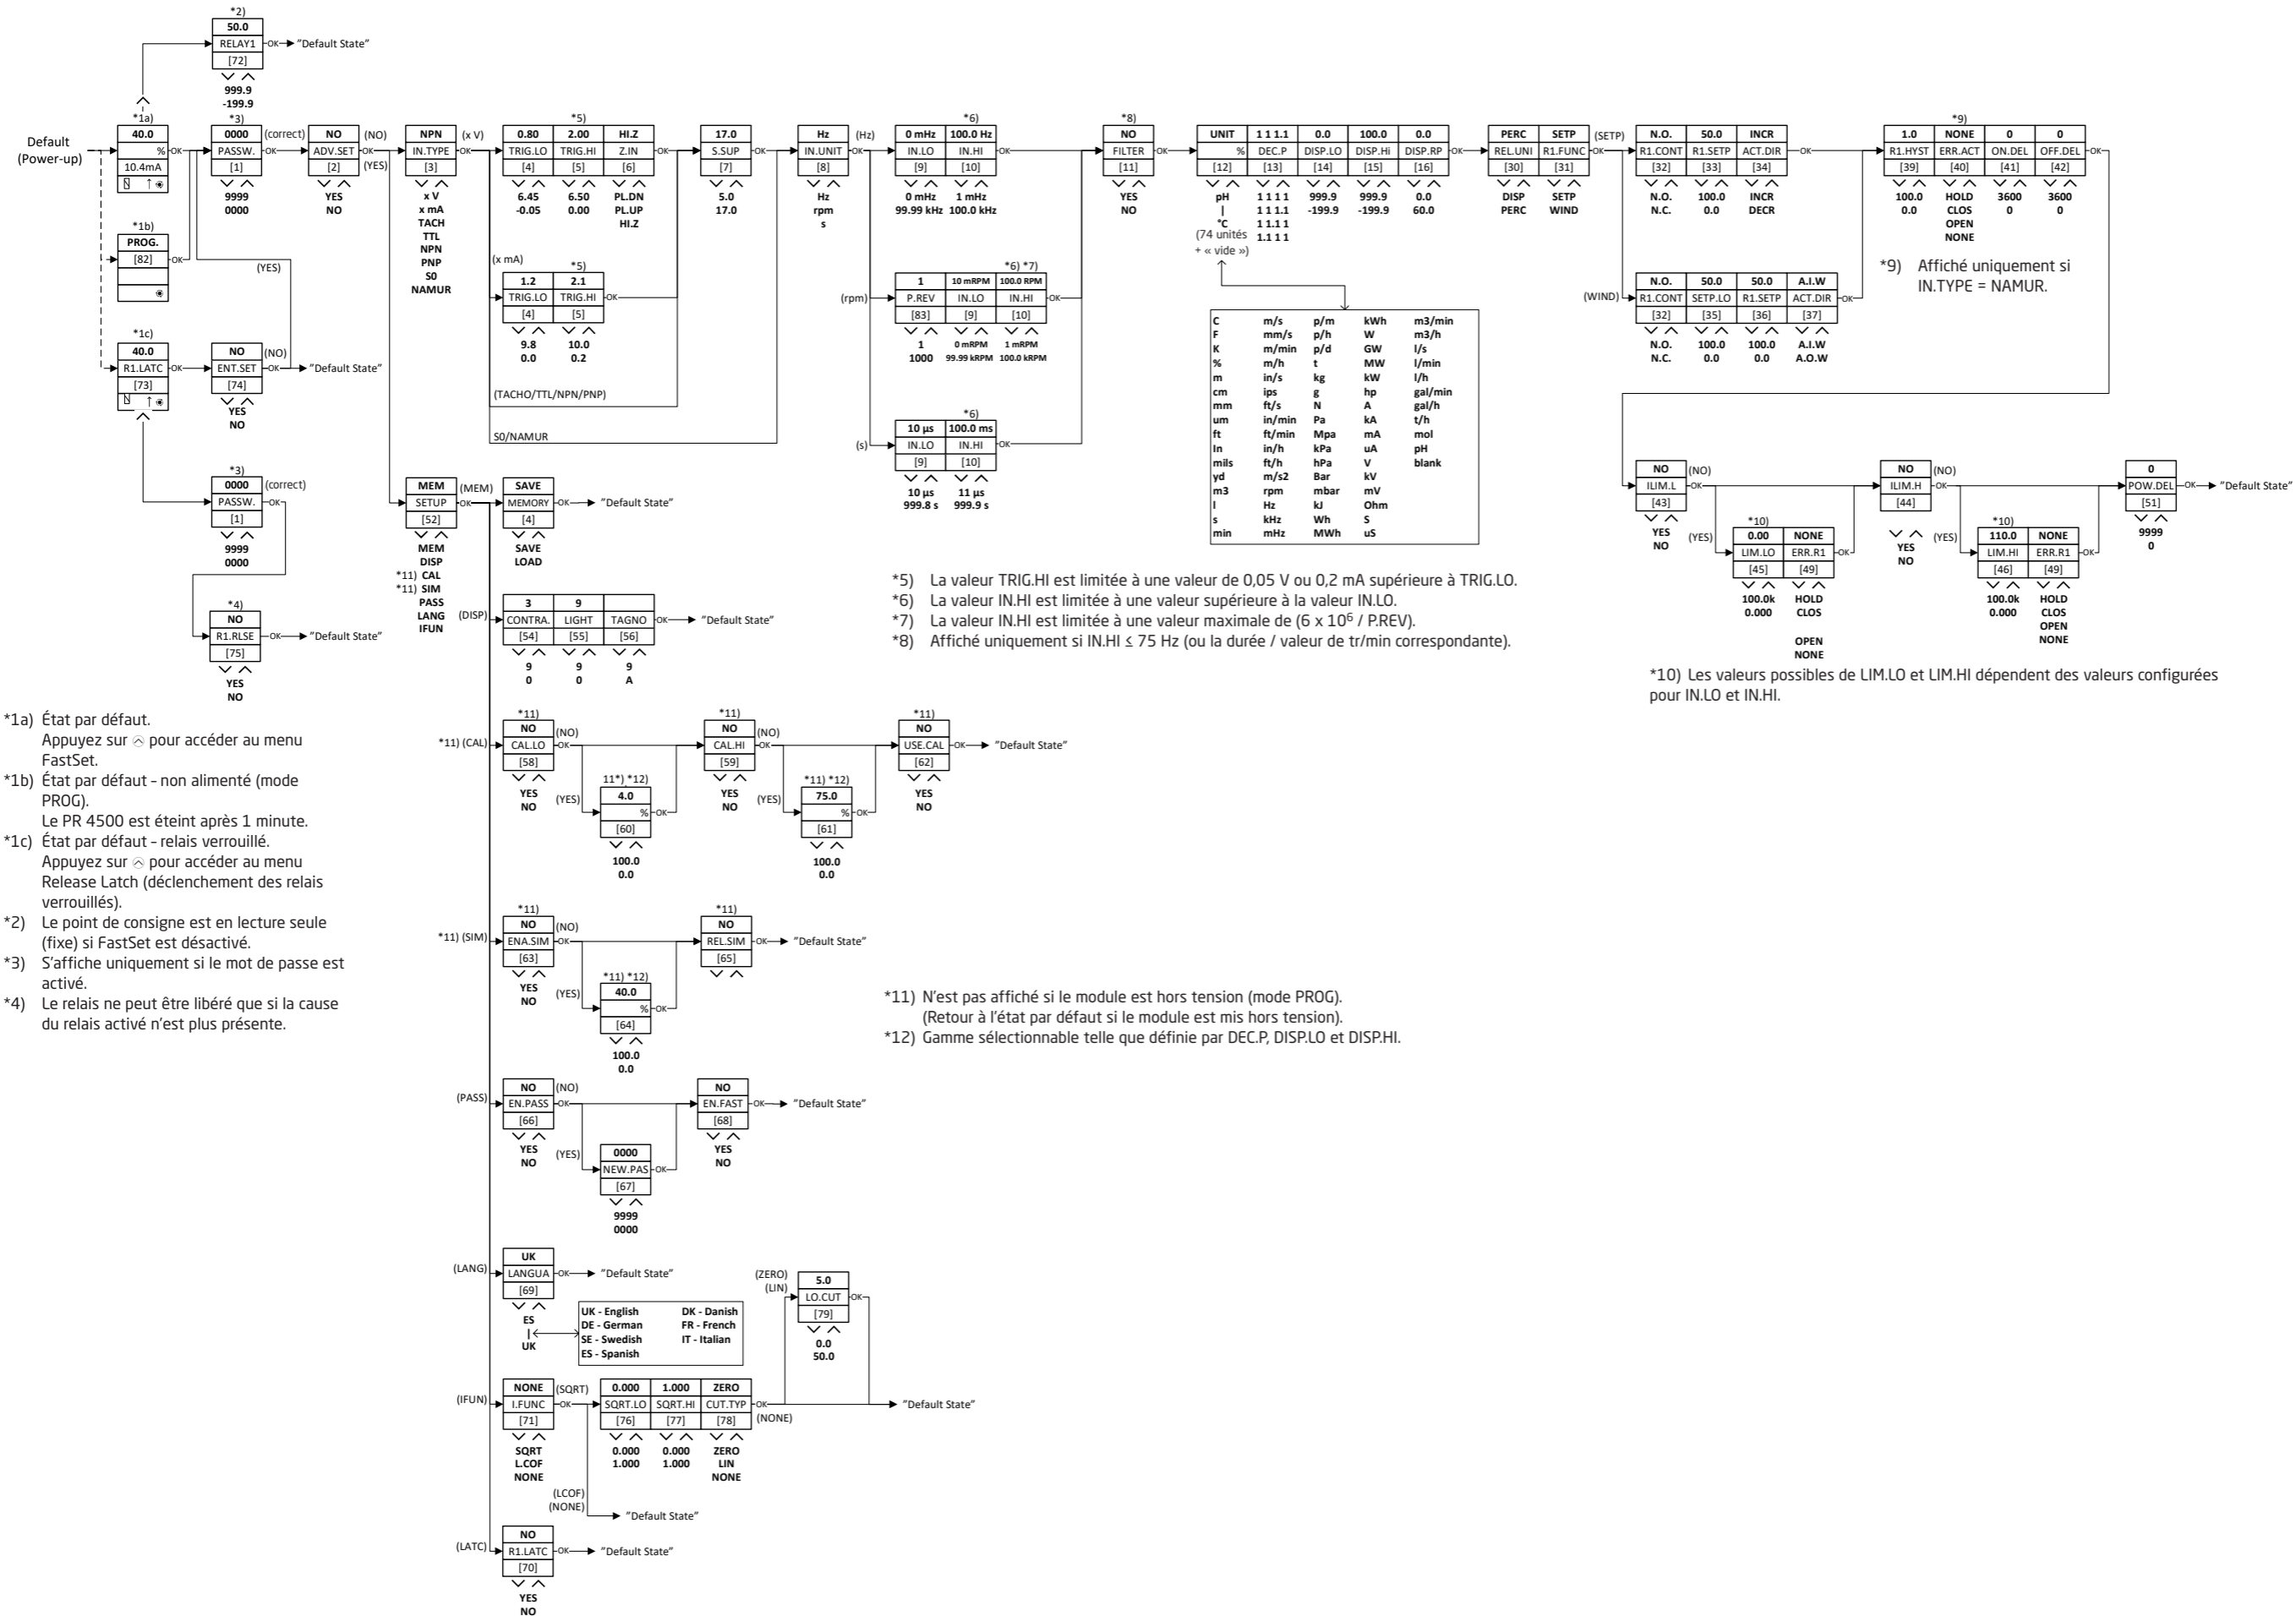 *2)
50.0
RELAY1 OK "Default State"
[72]
999.9
-199.9
Default
(Power-up)
*1a)
40.0
% OK
10.4mA
*3)
0000 (correct)
PASSW. OK
[1]
9999
0000
NO (NO)
ADV.SET OK
[2] (YES)
YES
NO
NPN (x V)
IN.TYPE OK
[3]
x V
x mA
TACH
TTL
NPN
PNP
S0
NAMUR
*5)
0.80 2.00 HI.Z
TRIG.LO TRIG.HI Z.IN OK
[4] [5] [6]
6.45 6.50 PL.DN
-0.05 0.00 PL.UP
HI.Z
17.0
S.SUP OK
[7]
5.0
17.0
Hz (Hz)
IN.UNIT OK
[8]
Hz
rpm
s
*6)
0 mHz 100.0 Hz
IN.LO IN.HI OK
[9] [10]
0 mHz 1 mHz
99.99 kHz 100.0 kHz
*8)
NO
FILTER OK
[11]
YES
NO
UNIT 1 1 1.1 0.0 100.0 0.0
% DEC.P DISP.LO DISP.Hi DISP.RP OK
[12] [13] [14] [15] [16]
pH 1 1 1 1 999.9 999.9 0.0
| 1 1 1.1 -199.9 -199.9 60.0
°C 1 1.1 1
(74 unités 1.1 1 1
+ « vide »)
PERC SETP (SETP)
REL.UNI R1.FUNC OK
[30] [31]
DISP SETP
PERC WIND
N.O. 50.0 INCR
R1.CONT R1.SETP ACT.DIR OK
[32] [33] [34]
N.O. 100.0 INCR
N.C. 0.0 DECR
*9)
1.0 NONE 0 0
R1.HYST ERR.ACT ON.DEL OFF.DEL OK
[39] [40] [41] [42]
100.0 HOLD 3600 3600
0.0 CLOS 0 0
OPEN
NONE
*9) Affiché uniquement si
IN.TYPE = NAMUR.
*1b)
PROG.
[82] OK
(YES)
*1c)
40.0
R1.LATC OK
[73]
NO (NO)
ENT.SET OK "Default State"
[74]
YES
NO
(x mA)
*5)
1.2 2.1
TRIG.LO TRIG.HI OK
[4] [5]
9.8 10.0
0.0 0.2
(TACHO/TTL/NPN/PNP)
S0/NAMUR
*6) *7)
1 10 mRPM 100.0 RPM
(rpm) P.REV IN.LO IN.HI OK
[83] [9] [10]
1 0 mRPM 1 mRPM
1000 99.99 kRPM 100.0 kRPM
*6)
10 µs 100.0 ms
(s) IN.LO IN.HI OK
[9] [10]
10 µs 11 µs
999.8 s 999.9 s
C m/s p/m kWh m3/min
F mm/s p/h W m3/h
K m/min p/d GW l/s
% m/h t MW l/min
m in/s kg kW l/h
cm ips g hp gal/min
mm ft/s N A gal/h
um in/min Pa kA t/h
ft ft/min Mpa mA mol
In in/h kPa uA pH
mils ft/h hPa V blank
yd m/s2 Bar kV
m3 rpm mbar mV
l Hz kJ Ohm
s kHz Wh S
min mHz MWh uS
N.O. 50.0 50.0 A.I.W
(WIND) R1.CONT SETP.LO R1.SETP ACT.DIR OK
[32] [35] [36] [37]
N.O. 100.0 100.0 A.I.W
N.C. 0.0 0.0 A.O.W
NO (NO)
ILIM.L OK
[43]
YES
NO
*10)
0.00 NONE
(YES) LIM.LO ERR.R1 OK
[45] [49]
100.0k HOLD
0.000 CLOS
OPEN
NONE
NO (NO)
ILIM.H OK
[44]
YES
NO
*10)
110.0 NONE
(YES) LIM.HI ERR.R1 OK
[46] [49]
100.0k HOLD
0.000 CLOS
OPEN
NONE
0
POW.DEL OK "Default State"
[51]
9999
0
*10) Les valeurs possibles de LIM.LO et LIM.HI dépendent des valeurs configurées
pour IN.LO et IN.HI.
*3)
0000 (correct)
PASSW. OK
[1]
9999
0000
*4)
NO
R1.RLSE OK "Default State"
[75]
YES
NO
MEM (MEM)
SETUP OK
[52]
MEM
DISP
*11) CAL
*11) SIM
PASS
LANG
IFUN
SAVE
MEMORY OK "Default State"
[4]
SAVE
LOAD
3 9
(DISP) CONTRA. LIGHT TAGNO OK "Default State"
[54] [55] [56]
9 9 9
0 0 A
*5) La valeur TRIG.HI est limitée à une valeur de 0,05 V ou 0,2 mA supérieure à TRIG.LO.
*6) La valeur IN.HI est limitée à une valeur supérieure à la valeur IN.LO.
*7) La valeur IN.HI est limitée à une valeur maximale de (6 x 10⁶ / P.REV).
*8) Affiché uniquement si IN.HI ≤ 75 Hz (ou la durée / valeur de tr/min correspondante).
*1a) État par défaut.
Appuyez sur pour accéder au menu
FastSet.
*1b) État par défaut – non alimenté (mode
PROG).
Le PR 4500 est éteint après 1 minute.
*1c) État par défaut – relais verrouillé.
Appuyez sur pour accéder au menu
Release Latch (déclenchement des relais
verrouillés).
*2) Le point de consigne est en lecture seule
(fixe) si FastSet est désactivé.
*3) S'affiche uniquement si le mot de passe est
activé.
*4) Le relais ne peut être libéré que si la cause
du relais activé n'est plus présente.
*11)
NO (NO)
*11) (CAL) CAL.LO OK
[58]
YES
NO
11*) *12)
(YES) 4.0
% OK
[60]
100.0
0.0
*11)
NO (NO)
CAL.HI OK
[59]
YES
NO
*11) *12)
(YES) 75.0
% OK
[61]
100.0
0.0
*11)
NO
USE.CAL OK "Default State"
[62]
YES
NO
*11)
NO (NO)
*11) (SIM) ENA.SIM OK
[63]
YES
NO
*11) *12)
(YES) 40.0
% OK
[64]
100.0
0.0
*11)
NO
REL.SIM OK "Default State"
[65]
*11) N'est pas affiché si le module est hors tension (mode PROG).
(Retour à l'état par défaut si le module est mis hors tension).
*12) Gamme sélectionnable telle que définie par DEC.P, DISP.LO et DISP.HI.
NO (NO)
(PASS) EN.PASS OK
[66]
YES
NO
(YES) 0000
NEW.PAS OK
[67]
9999
0000
NO
EN.FAST OK "Default State"
[68]
YES
NO
UK
(LANG) LANGUA OK "Default State"
[69]
ES
|
UK
UK - English DK - Danish
DE - German FR - French
SE - Swedish IT - Italian
ES - Spanish
(ZERO)
(LIN)
5.0
LO.CUT OK
[79]
0.0
50.0
NONE (SQRT)
(IFUN) I.FUNC OK
[71]
SQRT
L.COF
NONE
0.000 1.000 ZERO
SQRT.LO SQRT.HI CUT.TYP OK "Default State"
[76] [77] [78] (NONE)
0.000 0.000 ZERO
1.000 1.000 LIN
NONE
(LCOF)
(NONE)
"Default State"
NO
(LATC) R1.LATC OK "Default State"
[70]
YES
NO